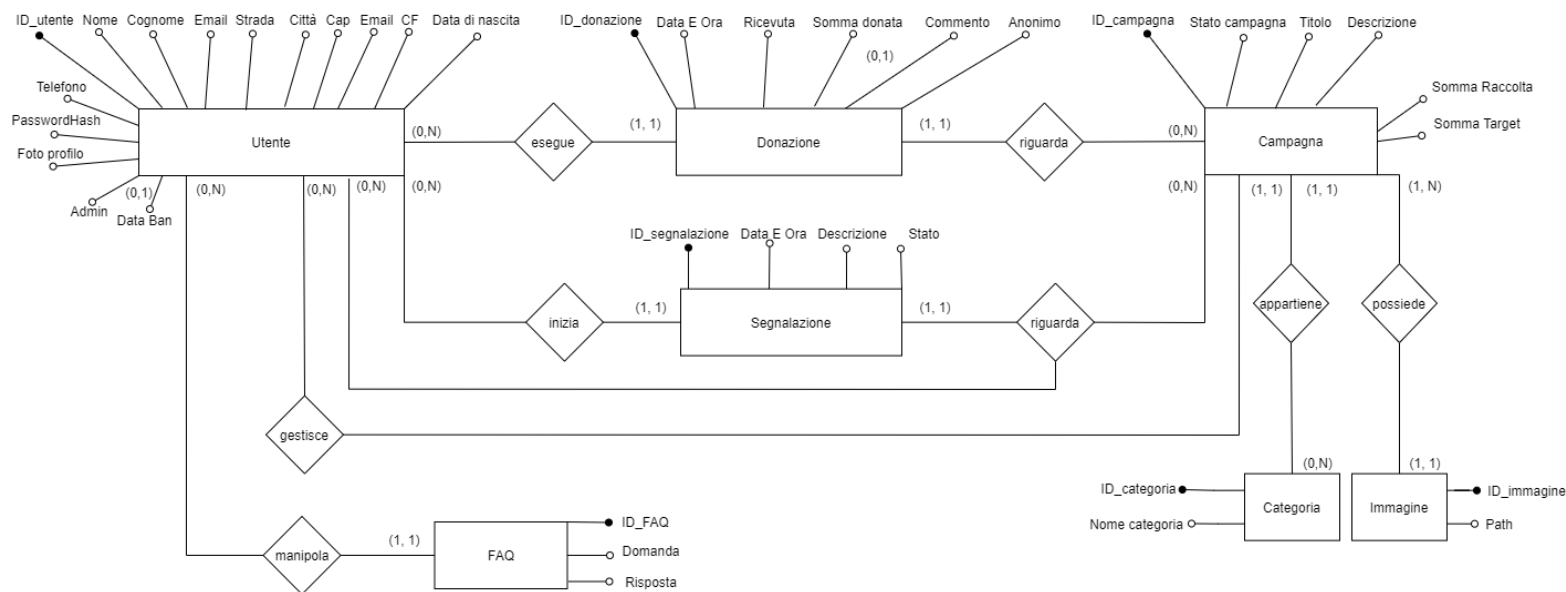 ID_utente Nome Cognome Email Strada Città Cap Email CF Data di nascita
ID_donazione Data E Ora Ricevuta Somma donata Commento Anonimo
(0,1)
ID_campagna Stato campagna Titolo Descrizione
Telefono
PasswordHash
Foto profilo
Admin
(0,1)
Data Ban
Utente
(0,N)
esegue
(1, 1)
Donazione
(1, 1)
riguarda
(0,N)
Campagna
Somma Raccolta
Somma Target
(0,N)
(0,N)
(0,N)
(0,N)
(0,N)
(1, 1)
(1, 1)
(1, N)
ID_segnalazione Data E Ora Descrizione Stato
inizia
(1, 1)
Segnalazione
(1, 1)
riguarda
appartiene
possiede
gestisce
(0,N)
(1, 1)
ID_categoria
Nome categoria
Categoria
Immagine
ID_immagine
Path
manipola
(1, 1)
FAQ
ID_FAQ
Domanda
Risposta